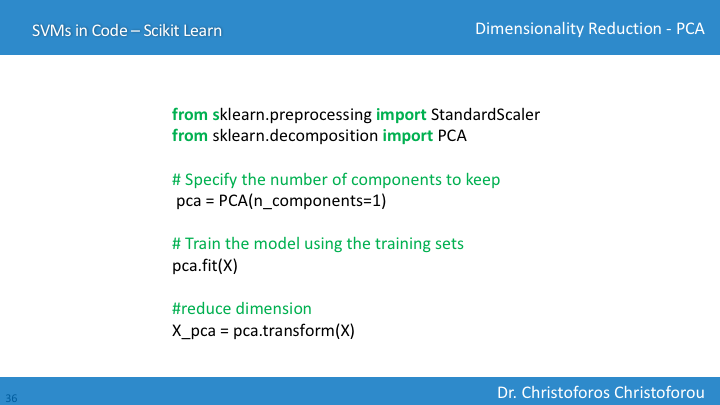 SVMs in Code – Scikit Learn
Dimensionality Reduction - PCA
from sklearn.preprocessing import StandardScaler
from sklearn.decomposition import PCA
# Specify the number of components to keep
pca = PCA(n_components=1)
# Train the model using the training sets
pca.fit(X)
#reduce dimension
X_pca = pca.transform(X)
36
Dr. Christoforos Christoforou